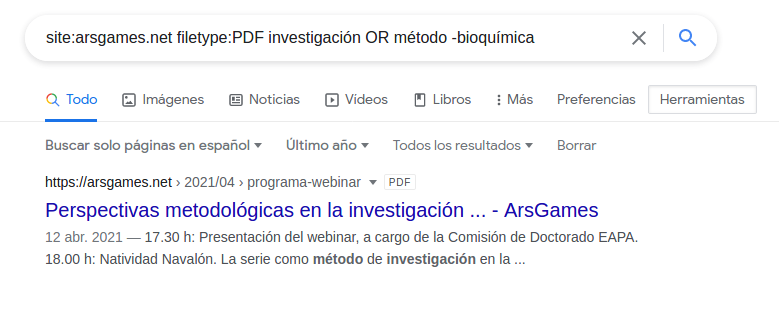 site:arsgames.net filetype:PDF investigación OR método -bioquímica
Todo Imágenes Noticias Videos Libros Más Preferencias Herramientas
Buscar solo páginas en español Último año Todos los resultados Borrar
https://arsgames.net › 2021/04 › programa-webinar PDF
Perspectivas metodológicas en la investigación ... - ArsGames
12 abr. 2021 — 17.30 h: Presentación del webinar, a cargo de la Comisión de Doctorado EAPA.
18.00 h: Natividad Navalón. La serie como método de investigación en la ...